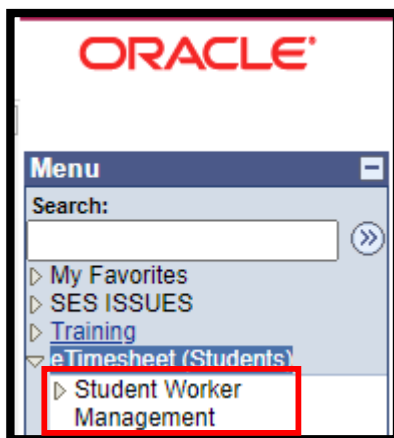 ORACLE
Menu
Search:
My Favorites
SES ISSUES
Training
eTimesheet (Students)
Student Worker
Management